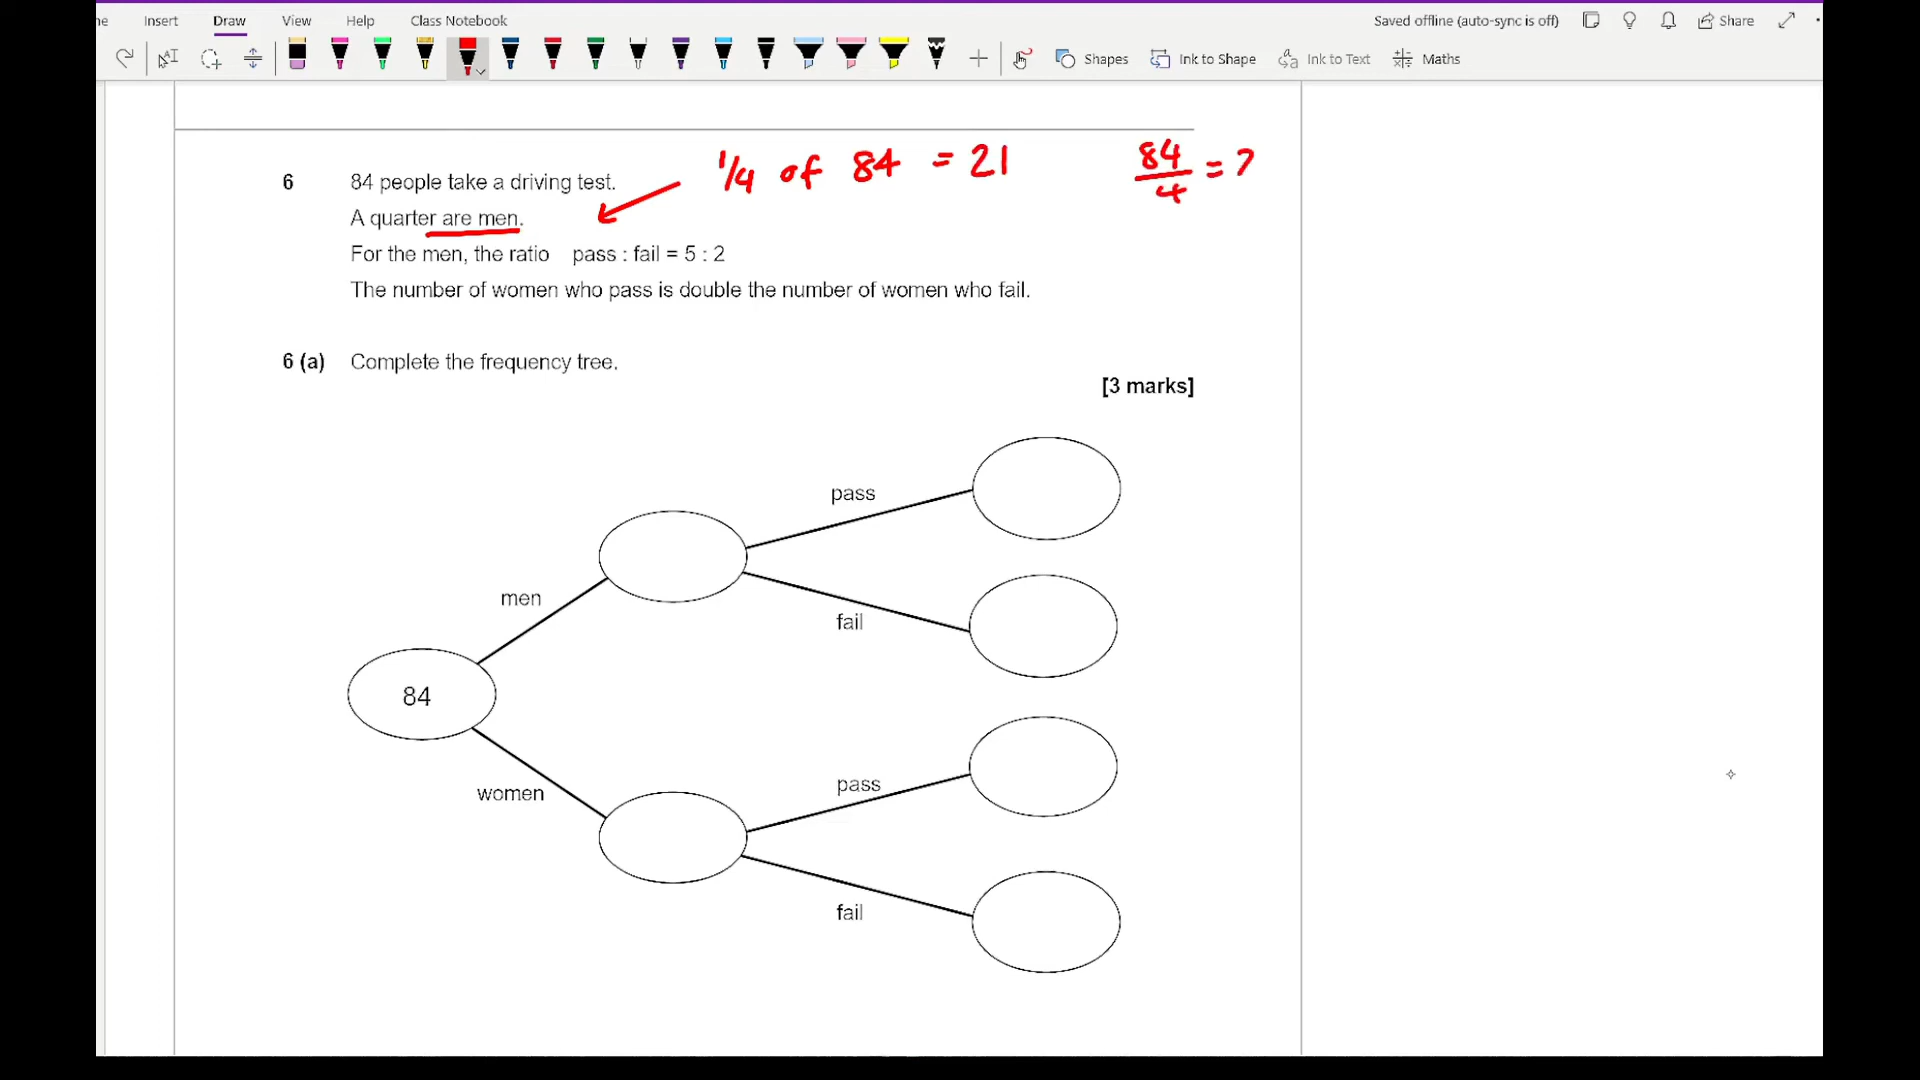 ne Insert Draw View Help Class Notebook Saved offline (auto-sync is off) Share
Shapes Ink to Shape Ink to Text Maths
1/4 of 84 = 21
84/4 = 2
6 84 people take a driving test.
A quarter are men.
For the men, the ratio pass : fail = 5 : 2
The number of women who pass is double the number of women who fail.
6 (a) Complete the frequency tree.
[3 marks]
pass
men
fail
84
pass
women
fail